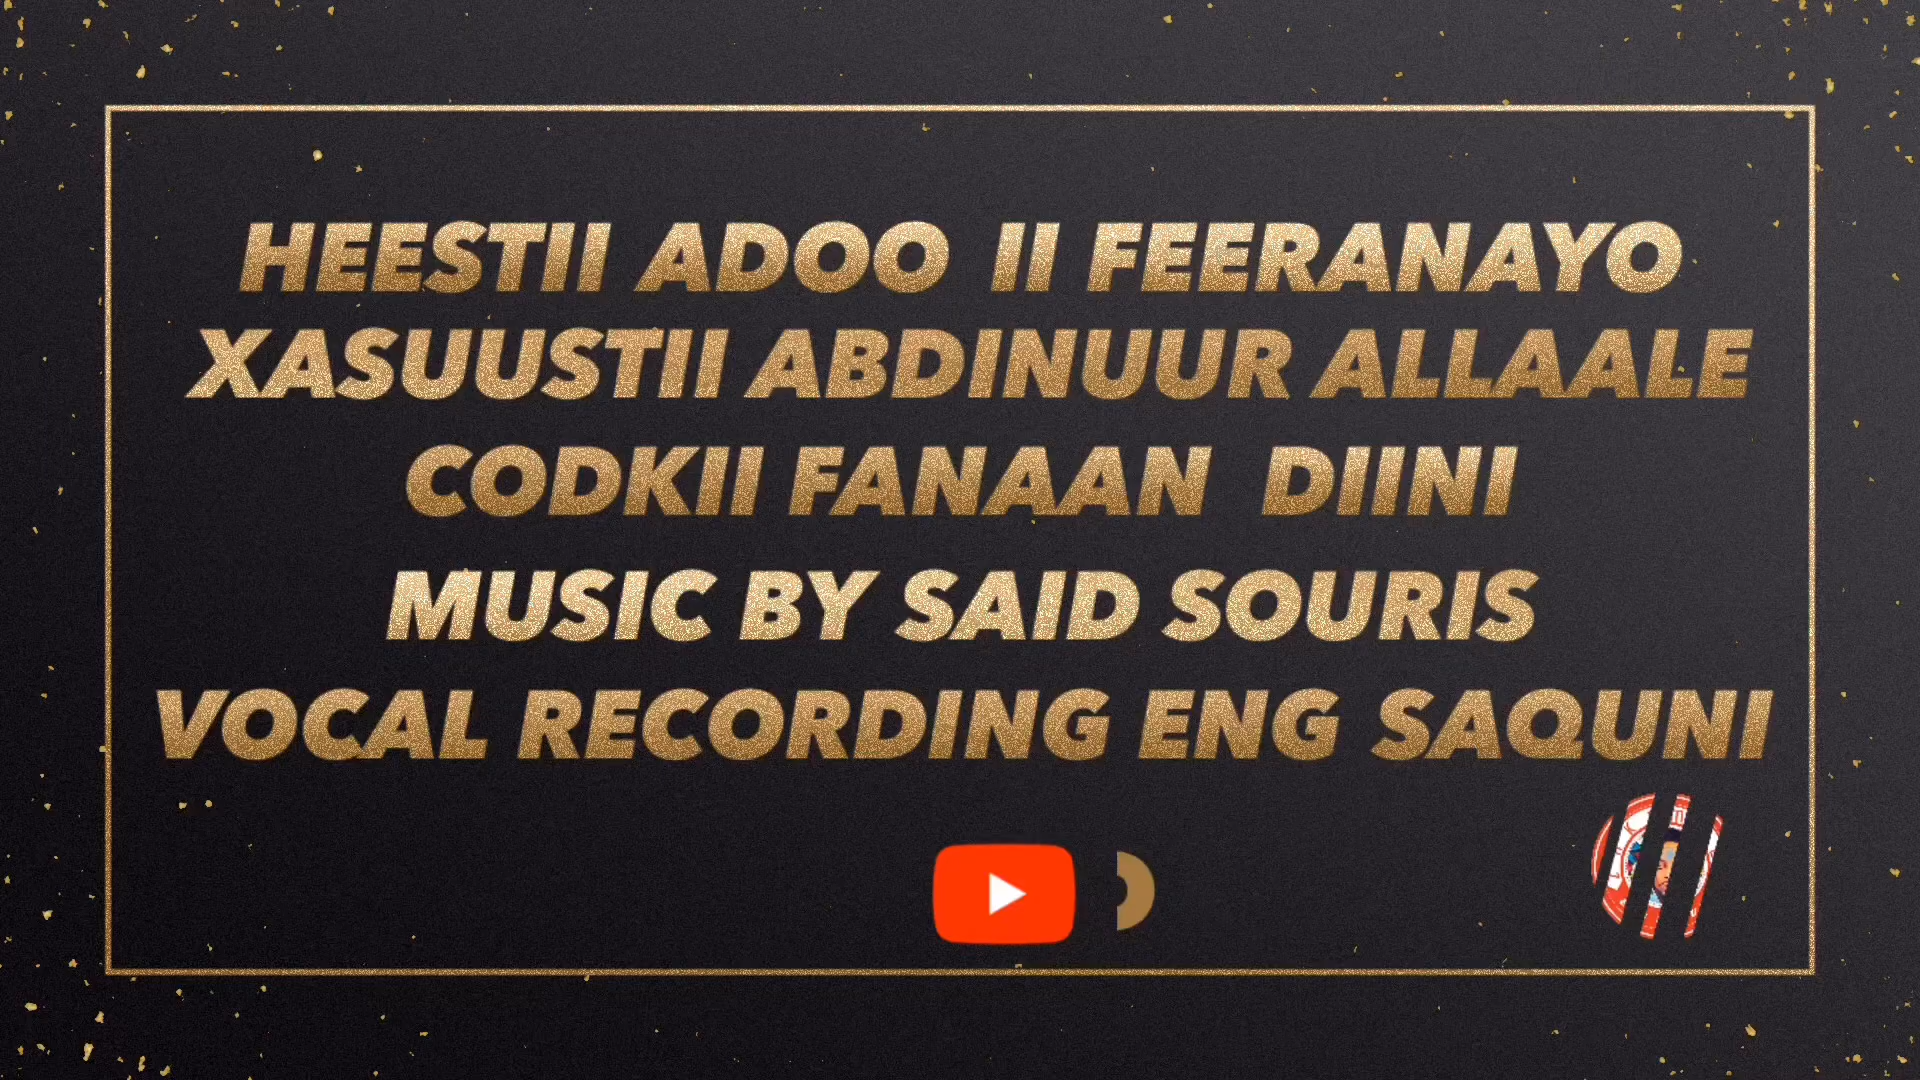 HEESTII ADOO II FEERANAYO
XASUUSTII ABDINUUR ALLAALE
CODKII FANAAN DIINI
MUSIC BY SAID SOURIS
VOCAL RECORDING ENG SAQUNI